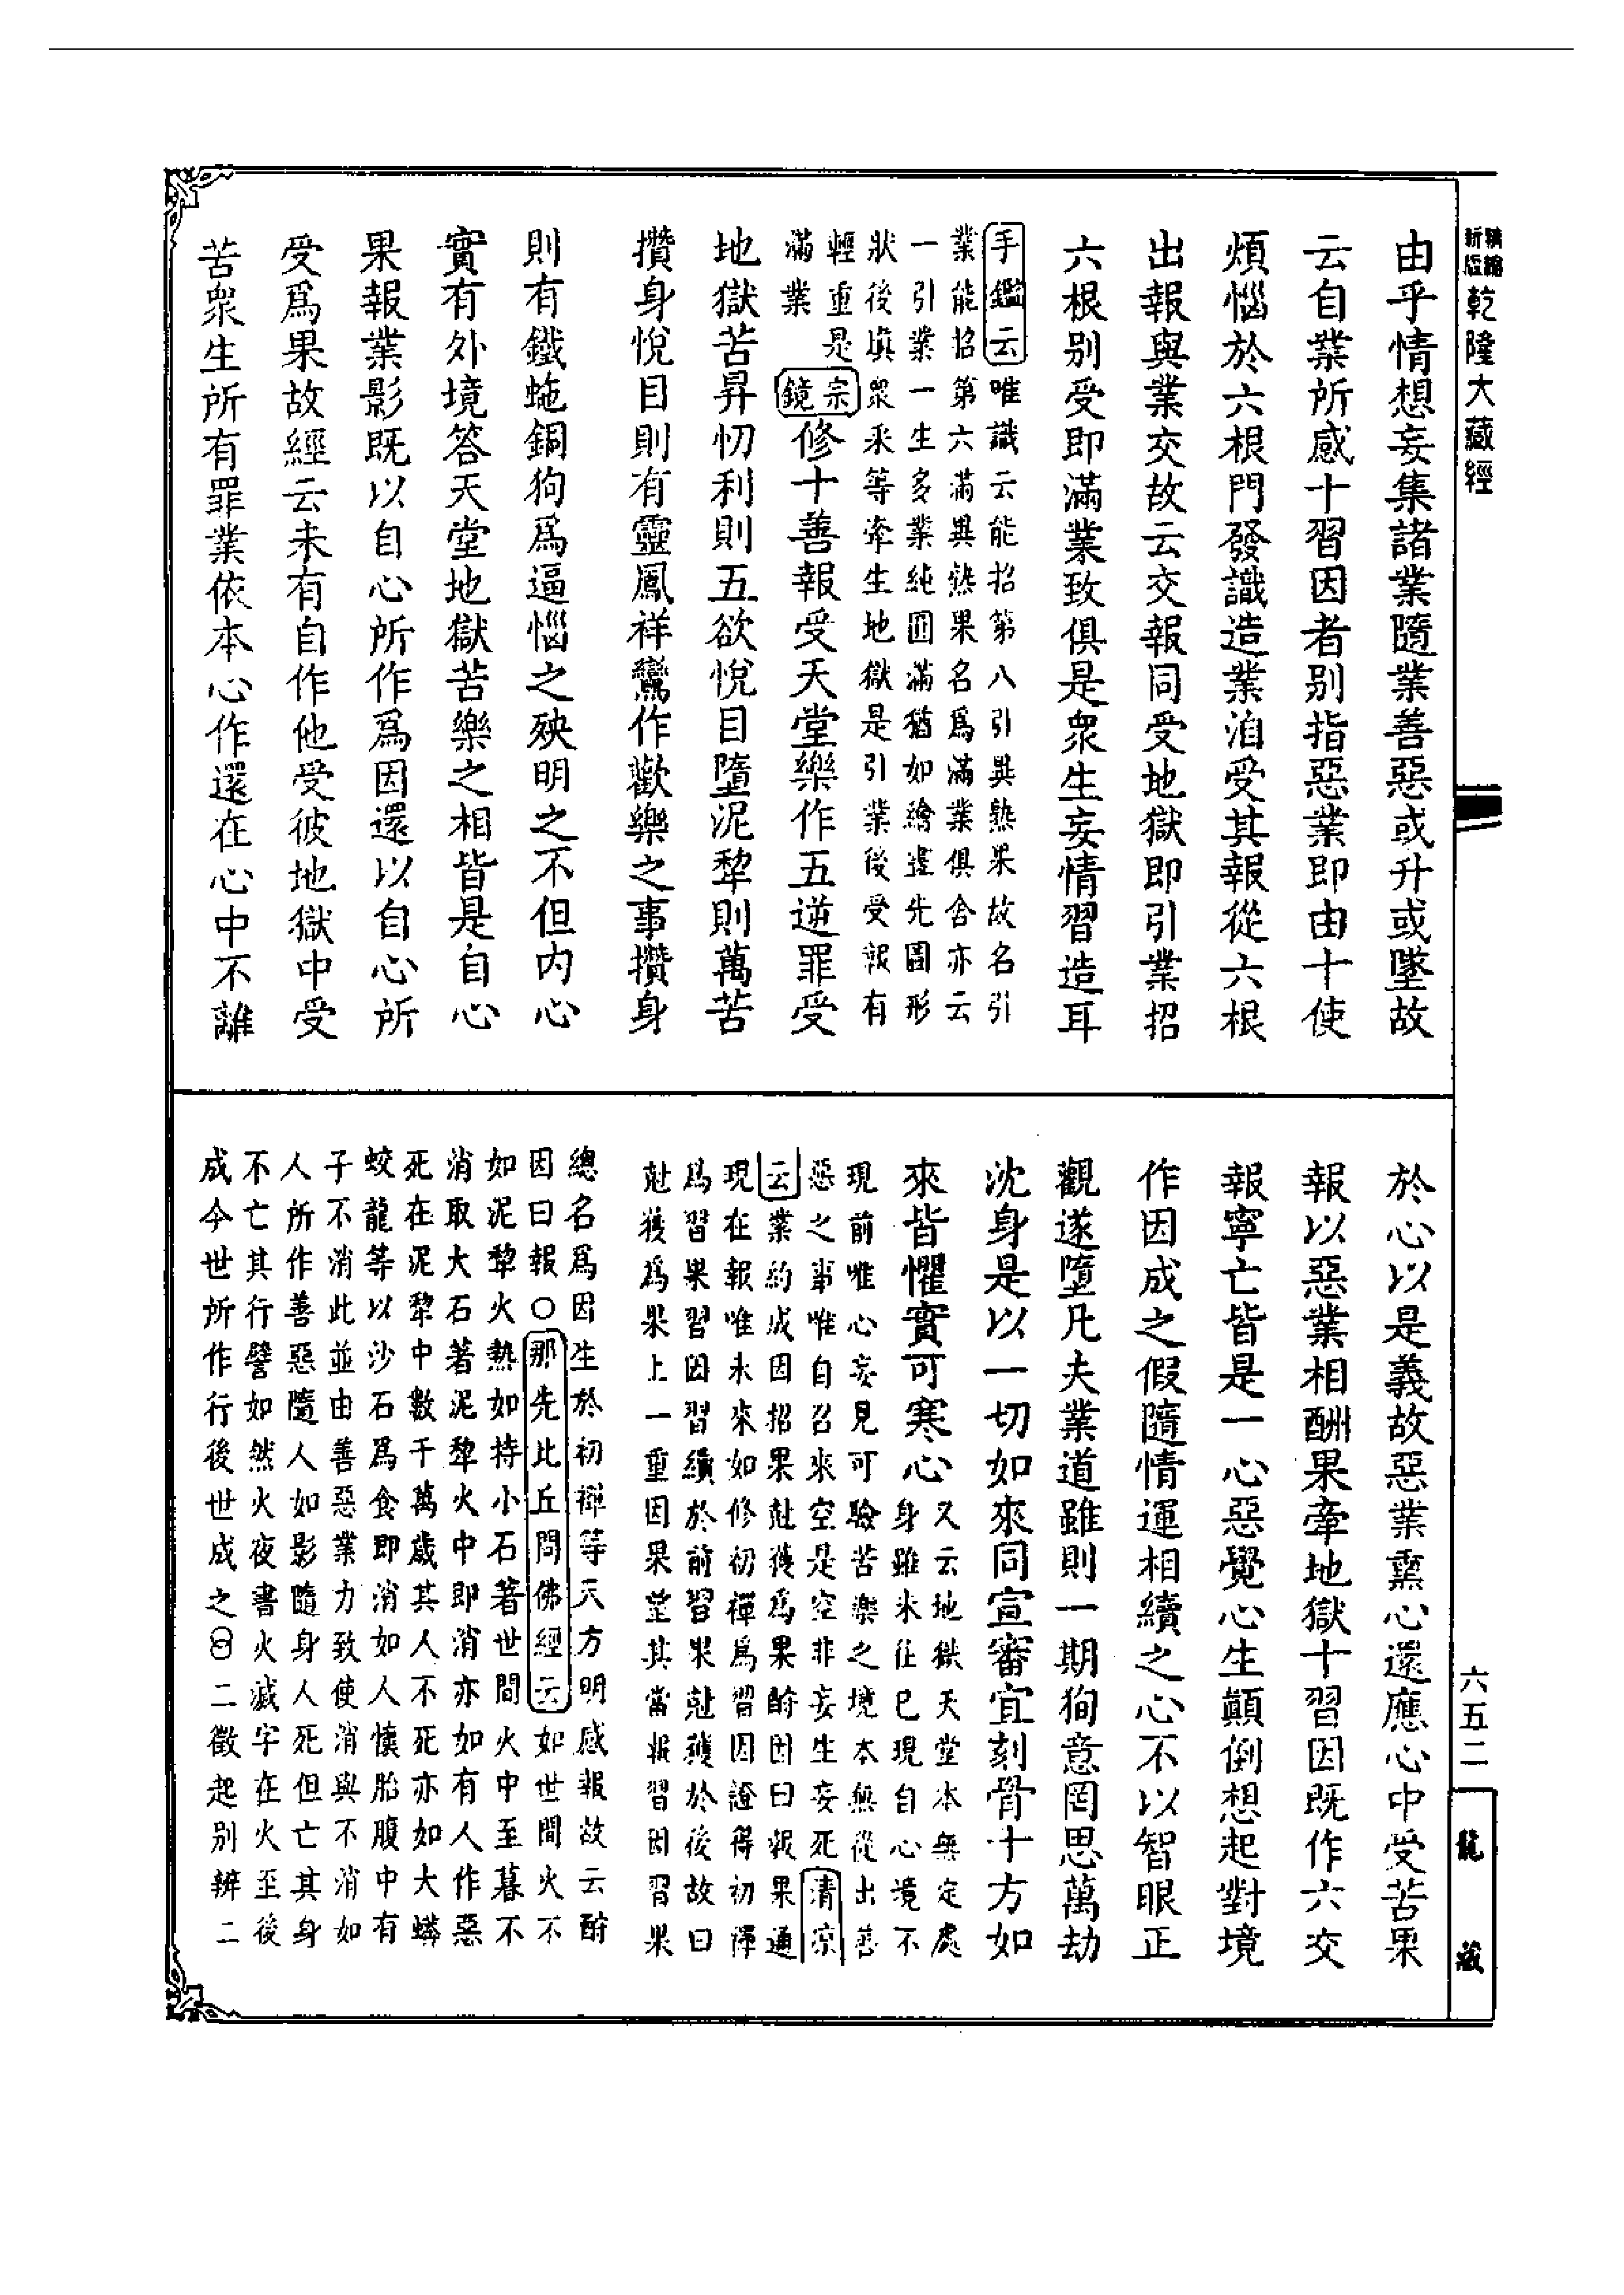 新版
精縮
乾隆大藏經
由乎情想妄集諸業隨業善惡或升或墜故
云自業所感十習因者别指惡業即由十使
煩惱於六根門發識造業洎受其報從六根
出報與業交故云交報同受地獄即引業招
六根别受即滿業致俱是衆生妄情習造耳
手鑑云唯識云能招第八引異熟果故名引
業能招第六滿異熟果名爲滿業俱舍亦云
一引業一生多業純圓滿猶如繪畫先圖形
狀後填衆采等牽生地獄是引業後受報有
輕重是
滿業
宗鏡修十善報受天堂樂作五逆罪受
地獄苦昇忉利則五欲悅目墮泥犂則萬苦
攢身悅目則有靈鳳祥鸞作歡樂之事攢身
則有鐵虵銅狗爲逼惱之殃明之不但内心
實有外境答天堂地獄苦樂之相皆是自心
果報業影既以自心所作爲因還以自心所
受爲果故經云未有自作他受彼地獄中受
苦衆生所有罪業依本心作還在心中不離
於心以是義故惡業熏心還應心中受苦果
報以惡業相酬果牽地獄十習因既作六交
報寧亡皆是一心惡覺心生顛倒想起對境
作因成之假隨情運相續之心不以智眼正
觀遂墮凡夫業道雖則一期狥意罔思萬劫
沈身是以一切如來同宣審宜刻骨十方如
來皆懼實可寒心
又云地獄天堂本無定處
身雖未往已現自心境不
現前唯心妄見可驗苦樂之境本無從出善
惡之事唯自召來空是空非妄生妄死清凉
云業約成因招果尅獲爲果酧因曰報果通
現在報唯未來如修初禪爲習因證得初禪
爲習果習因習續於前習果尅獲於後故曰
尅獲爲果上一重因果望其當報習因習果
總名爲因生於初禪等天方明感報故云酧
因曰報○那先比丘問佛經云如世間火不
如泥犂火熱如持小石著世間火中至暮不
消取大石著泥犂火中即消亦如有人作惡
死在泥犂中數千萬歲其人不死亦如大蟒
蛟龍等以沙石爲食即消如人懷胎腹中有
子不消此並由善惡業力致使消與不消如
人所作善惡隨人如影隨身人死但亡其身
不亡其行譬如然火夜書火滅字在火至後
成今世所作行後世成之㊀二徵起别辨二
六五二
龍藏